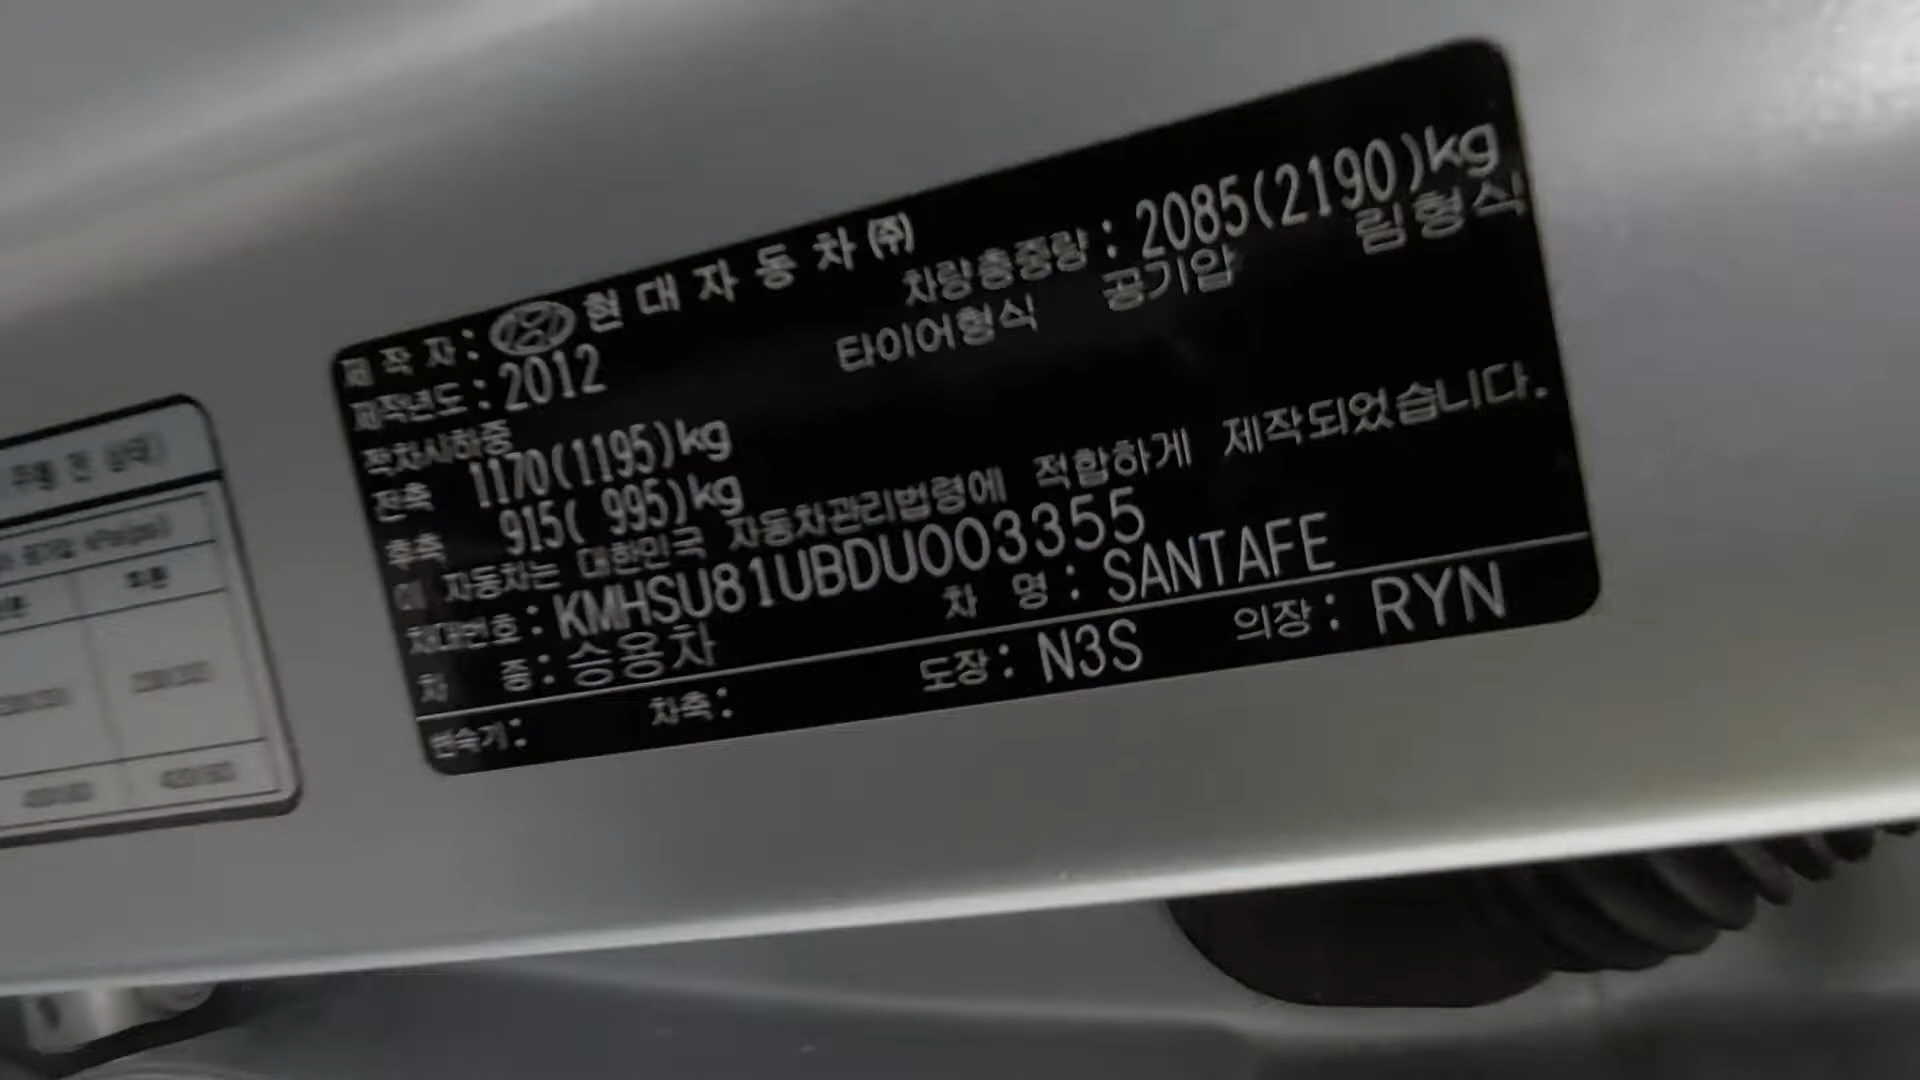 제작자: 현대자동차㈜
제작년도: 2012
차량총중량: 2085(2190)kg
타이어형식 공기압 림형식
적차시하중
전축 1170(1195)kg
후축 915( 995)kg
이 자동차는 대한민국 자동차관리법령에 적합하게 제작되었습니다.
차대번호: KMHSU81UBDU003355
차 종: 승용차 차 명: SANTAFE
변속기: 차축: 도장: N3S 의장: RYN